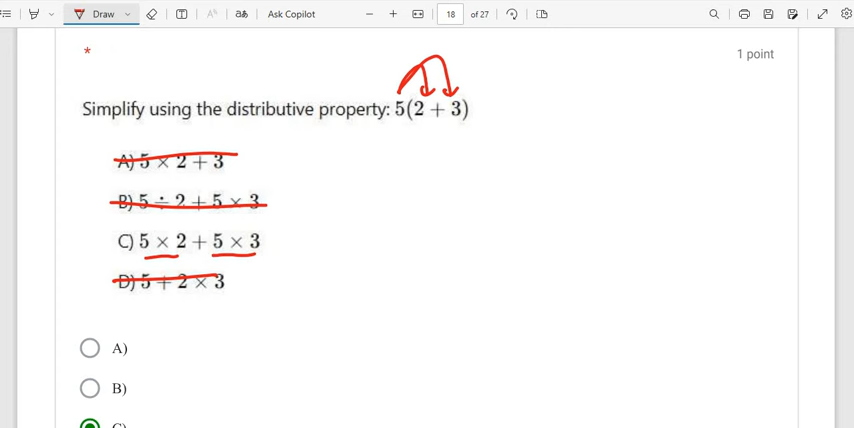 Draw
Ask Copilot
18 of 27
*
1 point
Simplify using the distributive property: 5(2 + 3)
A) 5 × 2 + 3
B) 5 ÷ 2 + 5 × 3
C) 5 × 2 + 5 × 3
D) 5 + 2 × 3
A)
B)
C)